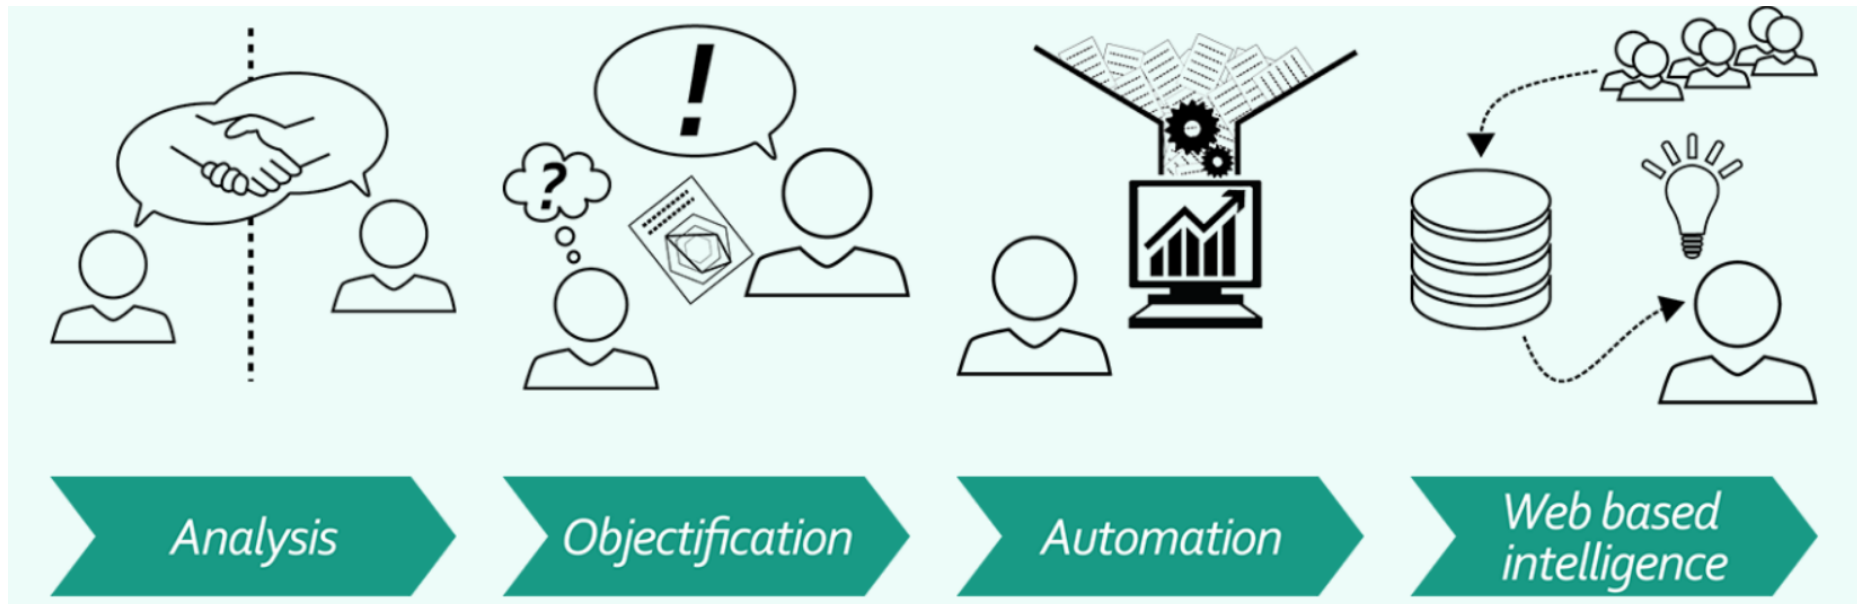 !
?
Analysis
Objectification
Automation
Web based
intelligence